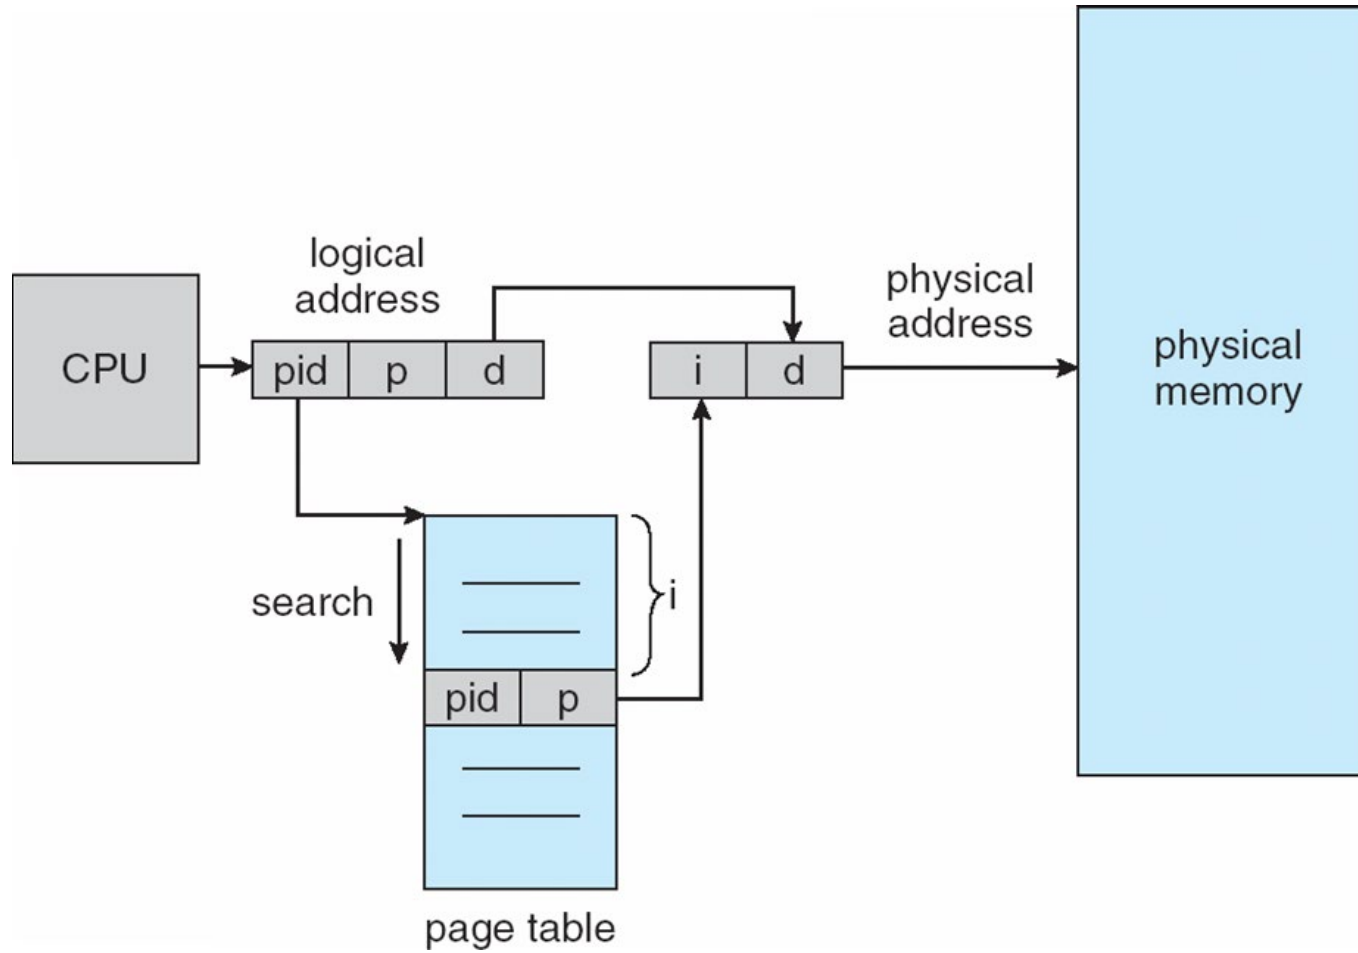 logical
address
physical
address
CPU
pid
p
d
i
d
physical
memory
search
i
pid
p
page table